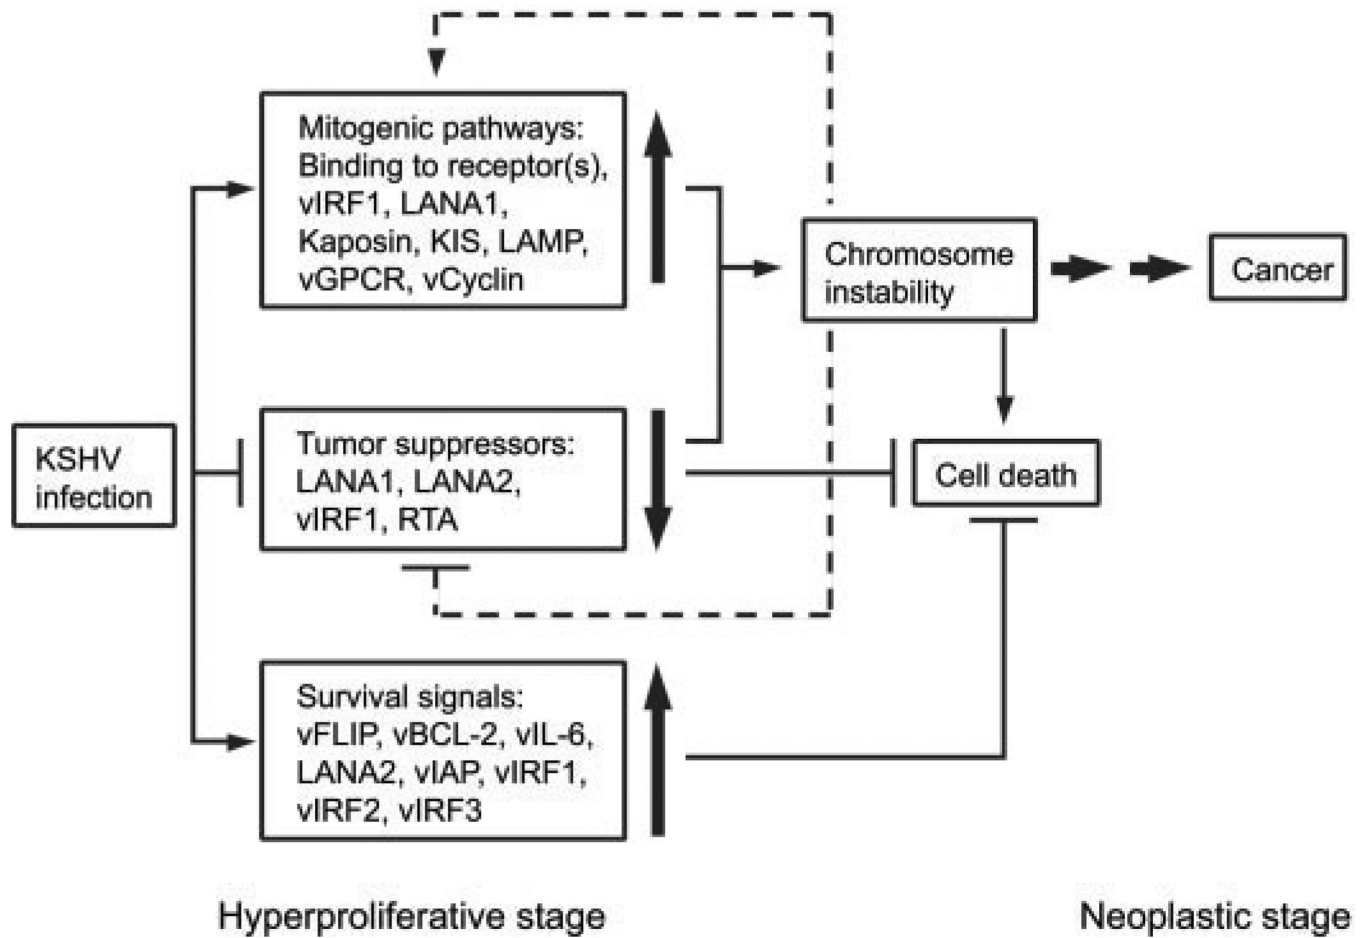 Mitogenic pathways:
Binding to receptor(s),
vIRF1, LANA1,
Kaposin, KIS, LAMP,
vGPCR, vCyclin
Chromosome
instability
Cancer
KSHV
infection
Tumor suppressors:
LANA1, LANA2,
vIRF1, RTA
Cell death
Survival signals:
vFLIP, vBCL-2, vIL-6,
LANA2, vIAP, vIRF1,
vIRF2, vIRF3
Hyperproliferative stage
Neoplastic stage